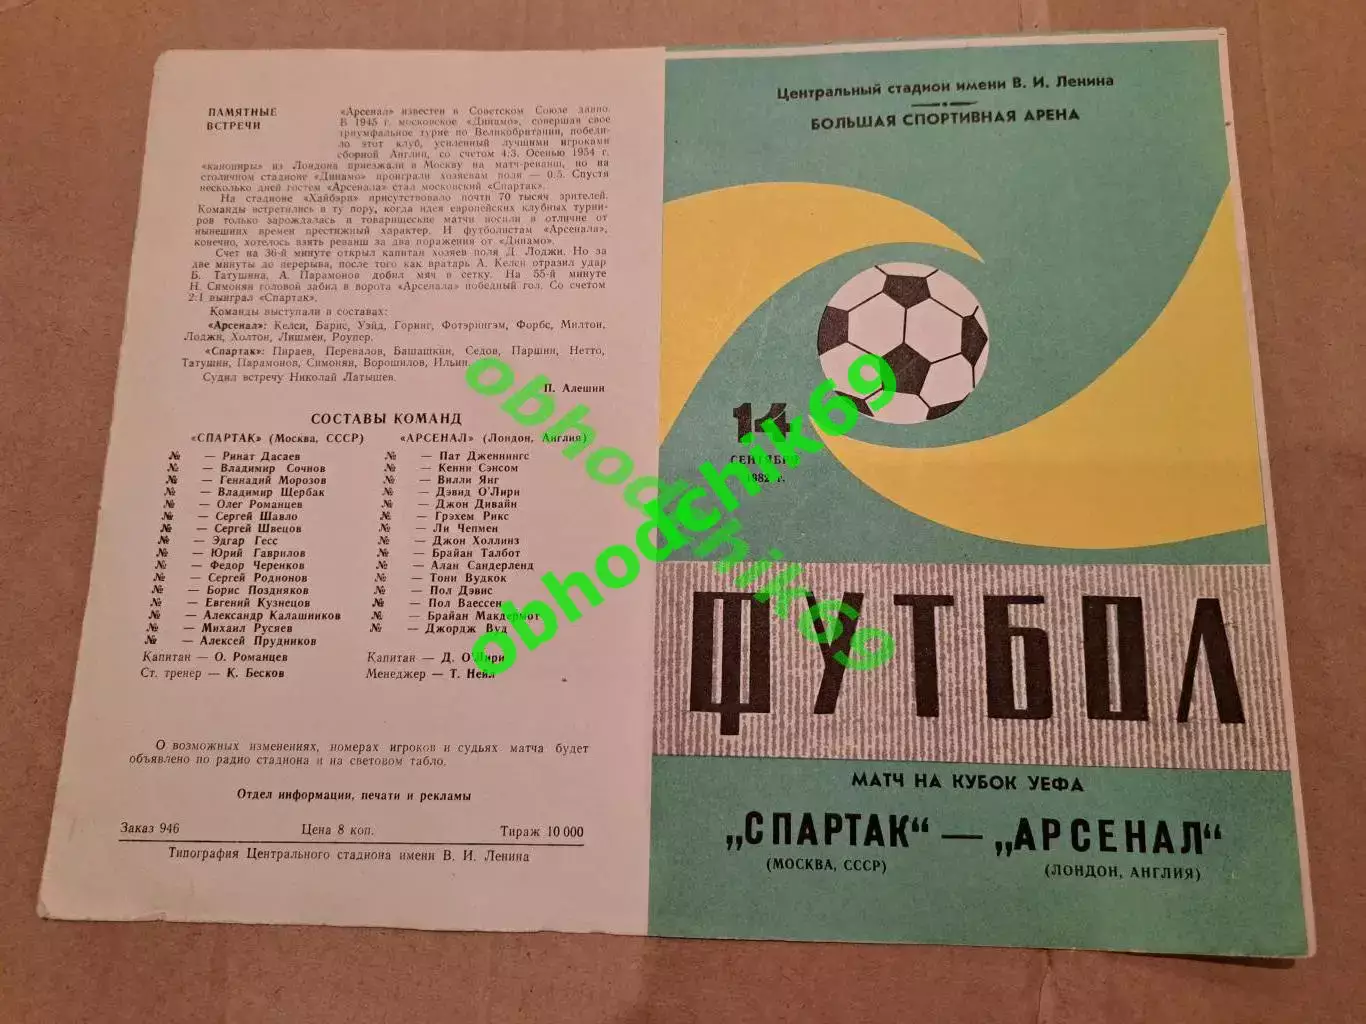 ПАМЯТНЫЕ
ВСТРЕЧИ
«Арсенал» известен в Советском Союзе давно.
В 1945 г. московское «Динамо», совершая свое
триумфальное турне по Великобритании, победи-
ло этот клуб, усиленный лучшими игроками
сборной Англии, со счетом 4:3. Осенью 1954 г.
«канониры» из Лондона приезжали в Москву на матч-реванш, но на
столичном стадионе «Динамо» проиграли хозяевам поля — 0:5. Спустя
несколько дней гостем «Арсенала» стал московский «Спартак».
На стадионе «Хайбэри» присутствовало почти 70 тысяч зрителей.
Команды встретились в ту пору, когда идея европейских клубных турни-
ров только зарождалась и товарищеские матчи носили в отличие от
нынешних времен престижный характер. И футболистам «Арсенала»,
конечно, хотелось взять реванш за два поражения от «Динамо».
Счет на 36-й минуте открыл капитан хозяев поля Д. Лоджи. Но за
две минуты до перерыва, после того как вратарь А. Келси отразил удар
Б. Татушина, А. Парамонов добил мяч в сетку. На 55-й минуте
Н. Симонян головой забил в ворота «Арсенала» победный гол. Со счетом
2:1 выиграл «Спартак».
Команды выступали в составах:
«Арсенал»: Келси, Барнс, Уэйд, Горинг, Фотэрингэм, Форбс, Милтон,
Лоджи, Холтон, Лишмен, Роупер.
«Спартак»: Пираев, Перевалов, Башашкин, Седов, Паршин, Нетто,
Татушин, Парамонов, Симонян, Ворошилов, Ильин.
Судил встречу Николай Латышев.
П. Алешин
СОСТАВЫ КОМАНД
«СПАРТАК» (Москва, СССР) «АРСЕНАЛ» (Лондон, Англия)
№ — Ринат Дасаев № — Пат Дженнингс
№ — Владимир Сочнов № — Кенни Сэнсом
№ — Геннадий Морозов № — Вилли Янг
№ — Владимир Щербак № — Дэвид О'Лири
№ — Олег Романцев № — Джон Дивайн
№ — Сергей Шавло № — Грэхем Рикс
№ — Сергей Швецов № — Ли Чепмен
№ — Эдгар Гесс № — Джон Холлинз
№ — Юрий Гаврилов № — Брайан Талбот
№ — Федор Черенков № — Алан Сандерленд
№ — Сергей Родионов № — Тони Вудкок
№ — Борис Поздняков № — Пол Дэвис
№ — Евгений Кузнецов № — Пол Ваессен
№ — Александр Калашников № — Брайан Макдермот
№ — Михаил Русяев № — Джордж Вуд
№ — Алексей Прудников
Капитан — О. Романцев Капитан — Д. О'Лири
Ст. тренер — К. Бесков Менеджер — Т. Нейл
О возможных изменениях, номерах игроков и судьях матча будет
объявлено по радио стадиона и на световом табло.
Отдел информации, печати и рекламы
Заказ 946 Цена 8 коп. Тираж 10 000
Типография Центрального стадиона имени В. И. Ленина
Центральный стадион имени В. И. Ленина
БОЛЬШАЯ СПОРТИВНАЯ АРЕНА
14
СЕНТЯБРЯ
1982 г.
ФУТБОЛ
МАТЧ НА КУБОК УЕФА
„СПАРТАК" — „АРСЕНАЛ"
(МОСКВА, СССР) (ЛОНДОН, АНГЛИЯ)
obhodchik69
obhodchik69